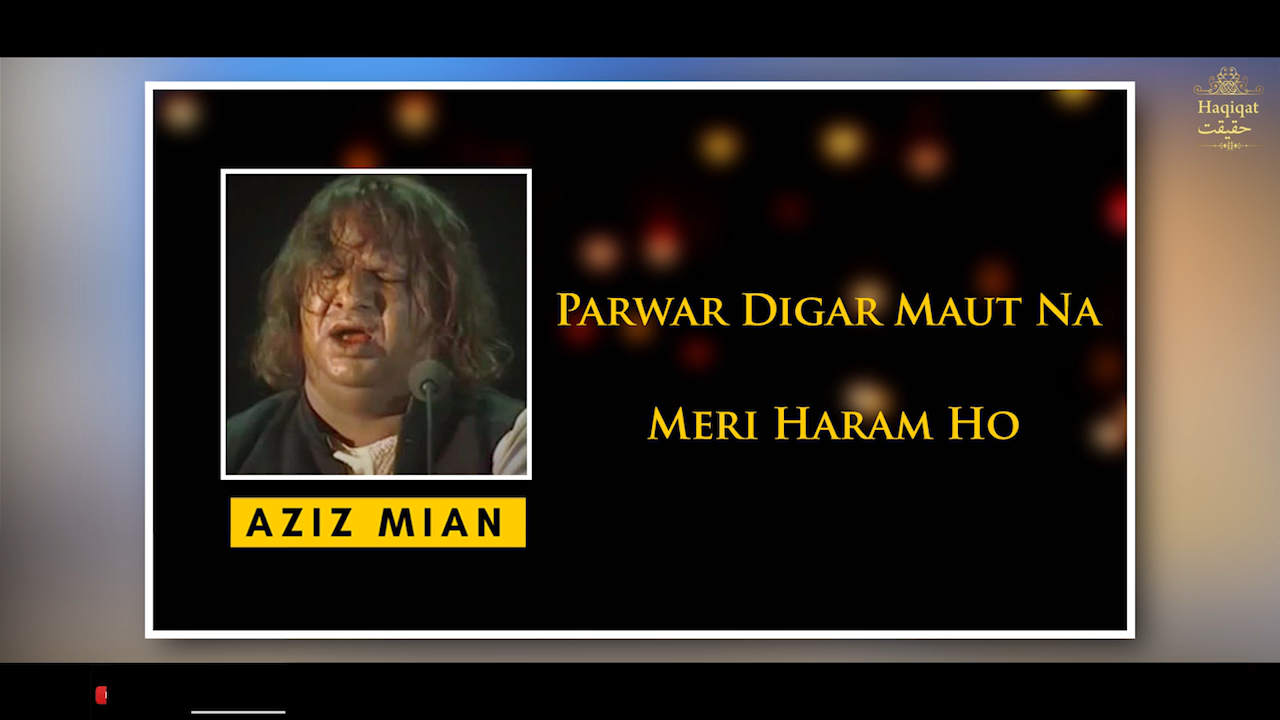 Haqiqat
حقیقت
PARWAR DIGAR MAUT NA
MERI HARAM HO
AZIZ MIAN